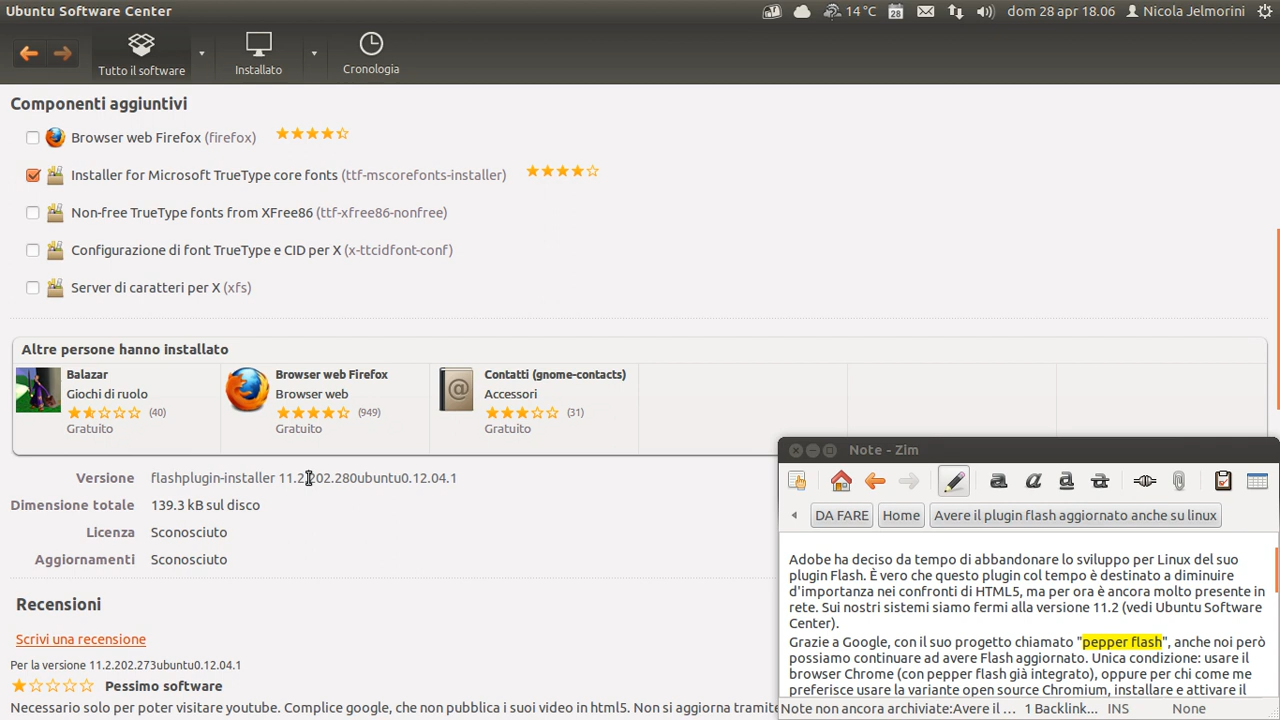 Ubuntu Software Center
14 °C
28
dom 28 apr 18.06
Nicola Jelmorini
Tutto il software
Installato
Cronologia
Componenti aggiuntivi
Browser web Firefox (firefox)
Installer for Microsoft TrueType core fonts (ttf-mscorefonts-installer)
Non-free TrueType fonts from XFree86 (ttf-xfree86-nonfree)
Configurazione di font TrueType e CID per X (x-ttcidfont-conf)
Server di caratteri per X (xfs)
Altre persone hanno installato
Balazar
Giochi di ruolo
(40)
Gratuito
Browser web Firefox
Browser web
(949)
Gratuito
Contatti (gnome-contacts)
Accessori
(31)
Gratuito
Versione flashplugin-installer 11.2.202.280ubuntu0.12.04.1
Dimensione totale 139.3 kB sul disco
Licenza Sconosciuto
Aggiornamenti Sconosciuto
Recensioni
Scrivi una recensione
Per la versione 11.2.202.273ubuntu0.12.04.1
Pessimo software
Necessario solo per poter visitare youtube. Complice google, che non pubblica i suoi video in html5. Non si aggiorna tramite
Note - Zim
a a a a
DA FARE
Home
Avere il plugin flash aggiornato anche su linux
Adobe ha deciso da tempo di abbandonare lo sviluppo per Linux del suo
plugin Flash. È vero che questo plugin col tempo è destinato a diminuire
d'importanza nei confronti di HTML5, ma per ora è ancora molto presente in
rete. Sui nostri sistemi siamo fermi alla versione 11.2 (vedi Ubuntu Software
Center).
Grazie a Google, con il suo progetto chiamato "pepper flash", anche noi però
possiamo continuare ad avere Flash aggiornato. Unica condizione: usare il
browser Chrome (con pepper flash già integrato), oppure per chi come me
preferisce usare la variante open source Chromium, installare e attivare il
Note non ancora archiviate:Avere il ...
1 Backlink...
INS
None